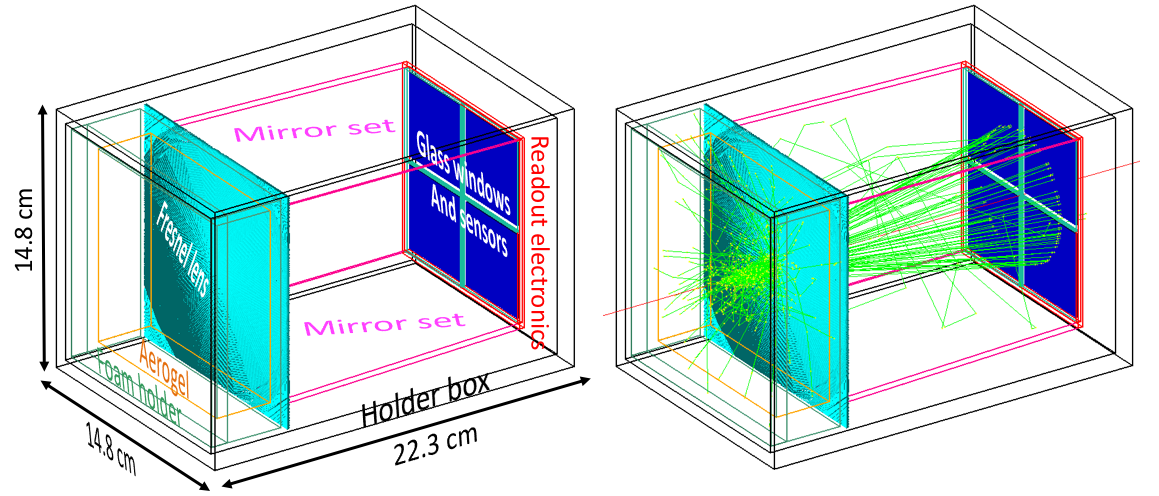 Mirror set
Glass windows
And sensors
Readout electronics
Fresnel lens
14.8 cm
Mirror set
Aerogel
Foam holder
Holder box
14.8 cm
22.3 cm